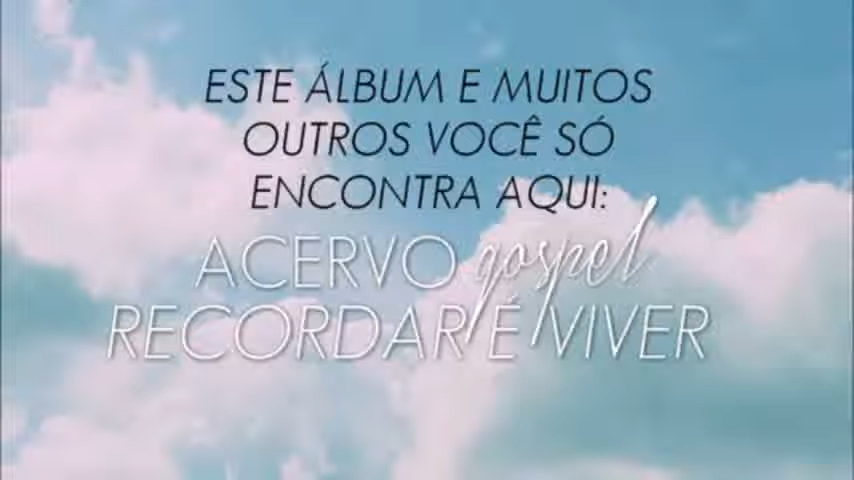 ESTE ÁLBUM E MUITOS
OUTROS VOCÊ SÓ
ENCONTRA AQUI:
ACERVO gospel
RECORDAR É VIVER